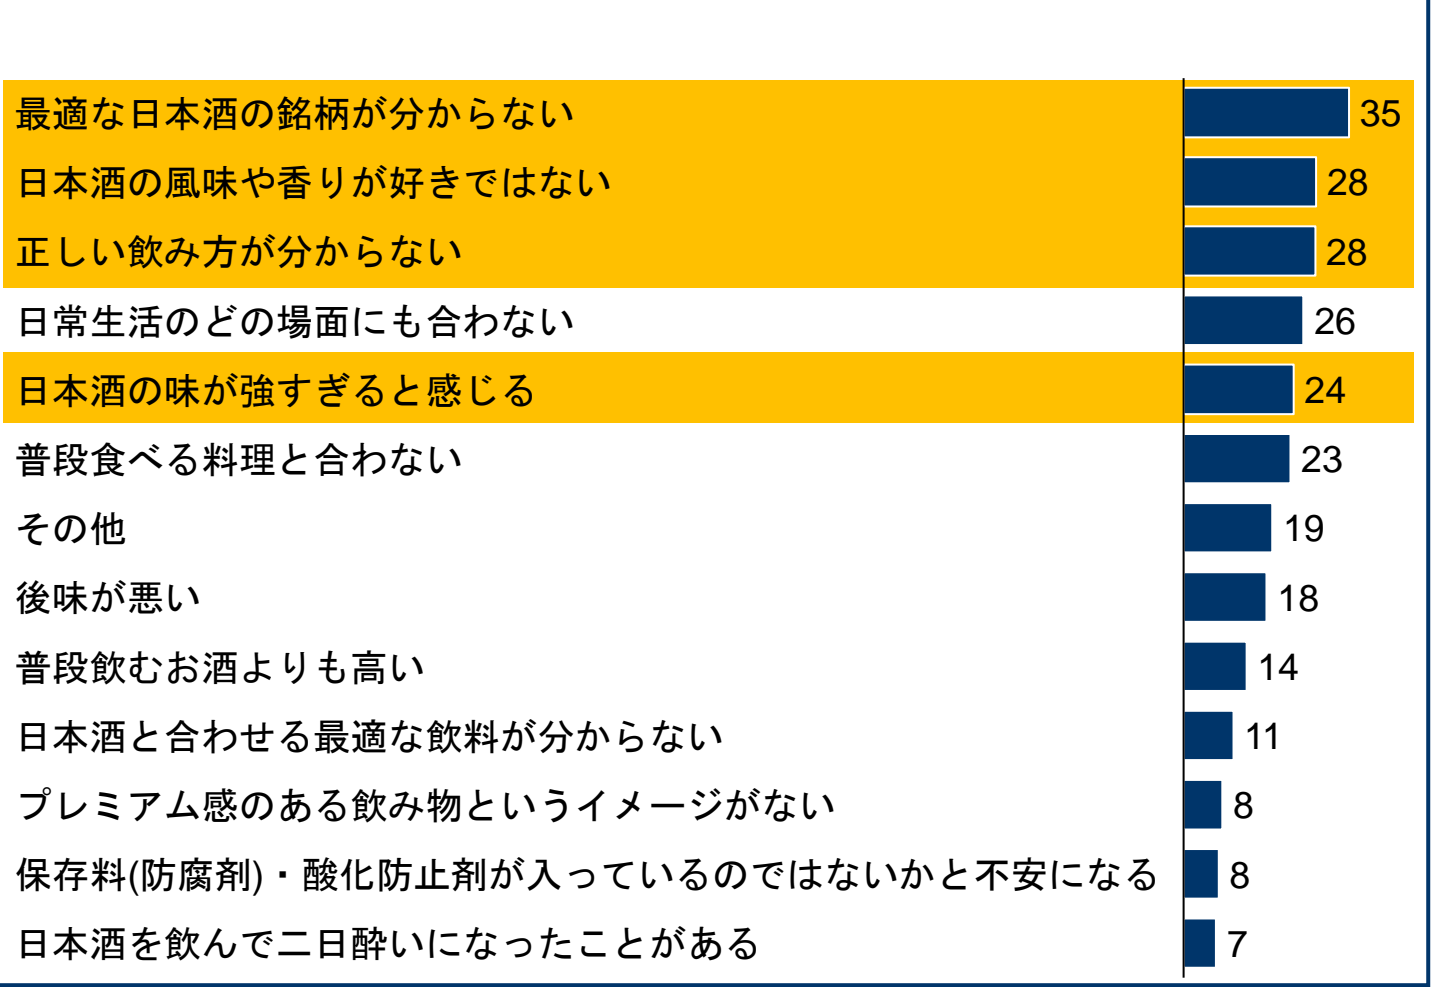 最適な日本酒の銘柄が分からない 35
日本酒の風味や香りが好きではない 28
正しい飲み方が分からない 28
日常生活のどの場面にも合わない 26
日本酒の味が強すぎると感じる 24
普段食べる料理と合わない 23
その他 19
後味が悪い 18
普段飲むお酒よりも高い 14
日本酒と合わせる最適な飲料が分からない 11
プレミアム感のある飲み物というイメージがない 8
保存料(防腐剤)・酸化防止剤が入っているのではないかと不安になる 8
日本酒を飲んで二日酔いになったことがある 7